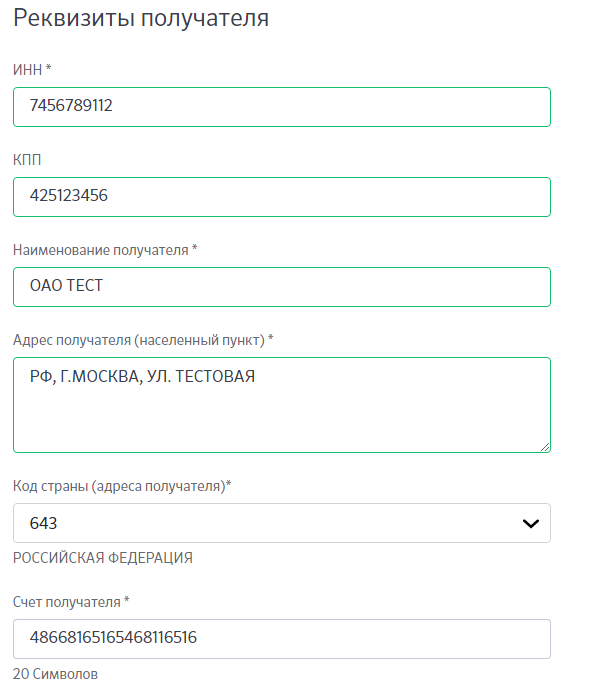 Реквизиты получателя
ИНН *
7456789112
КПП
425123456
Наименование получателя *
ОАО ТЕСТ
Адрес получателя (населенный пункт) *
РФ, Г.МОСКВА, УЛ. ТЕСТОВАЯ
Код страны (адреса получателя)*
643
РОССИЙСКАЯ ФЕДЕРАЦИЯ
Счет получателя *
48668165165468116516
20 Символов